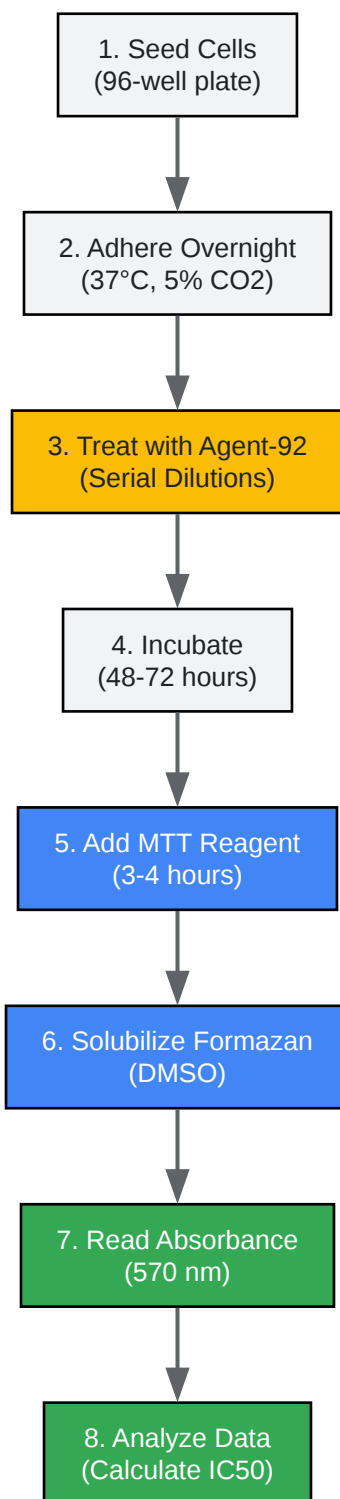 1. Seed Cells
(96-well plate)
2. Adhere Overnight
(37°C, 5% CO2)
3. Treat with Agent-92
(Serial Dilutions)
4. Incubate
(48-72 hours)
5. Add MTT Reagent
(3-4 hours)
6. Solubilize Formazan
(DMSO)
7. Read Absorbance
(570 nm)
8. Analyze Data
(Calculate IC50)